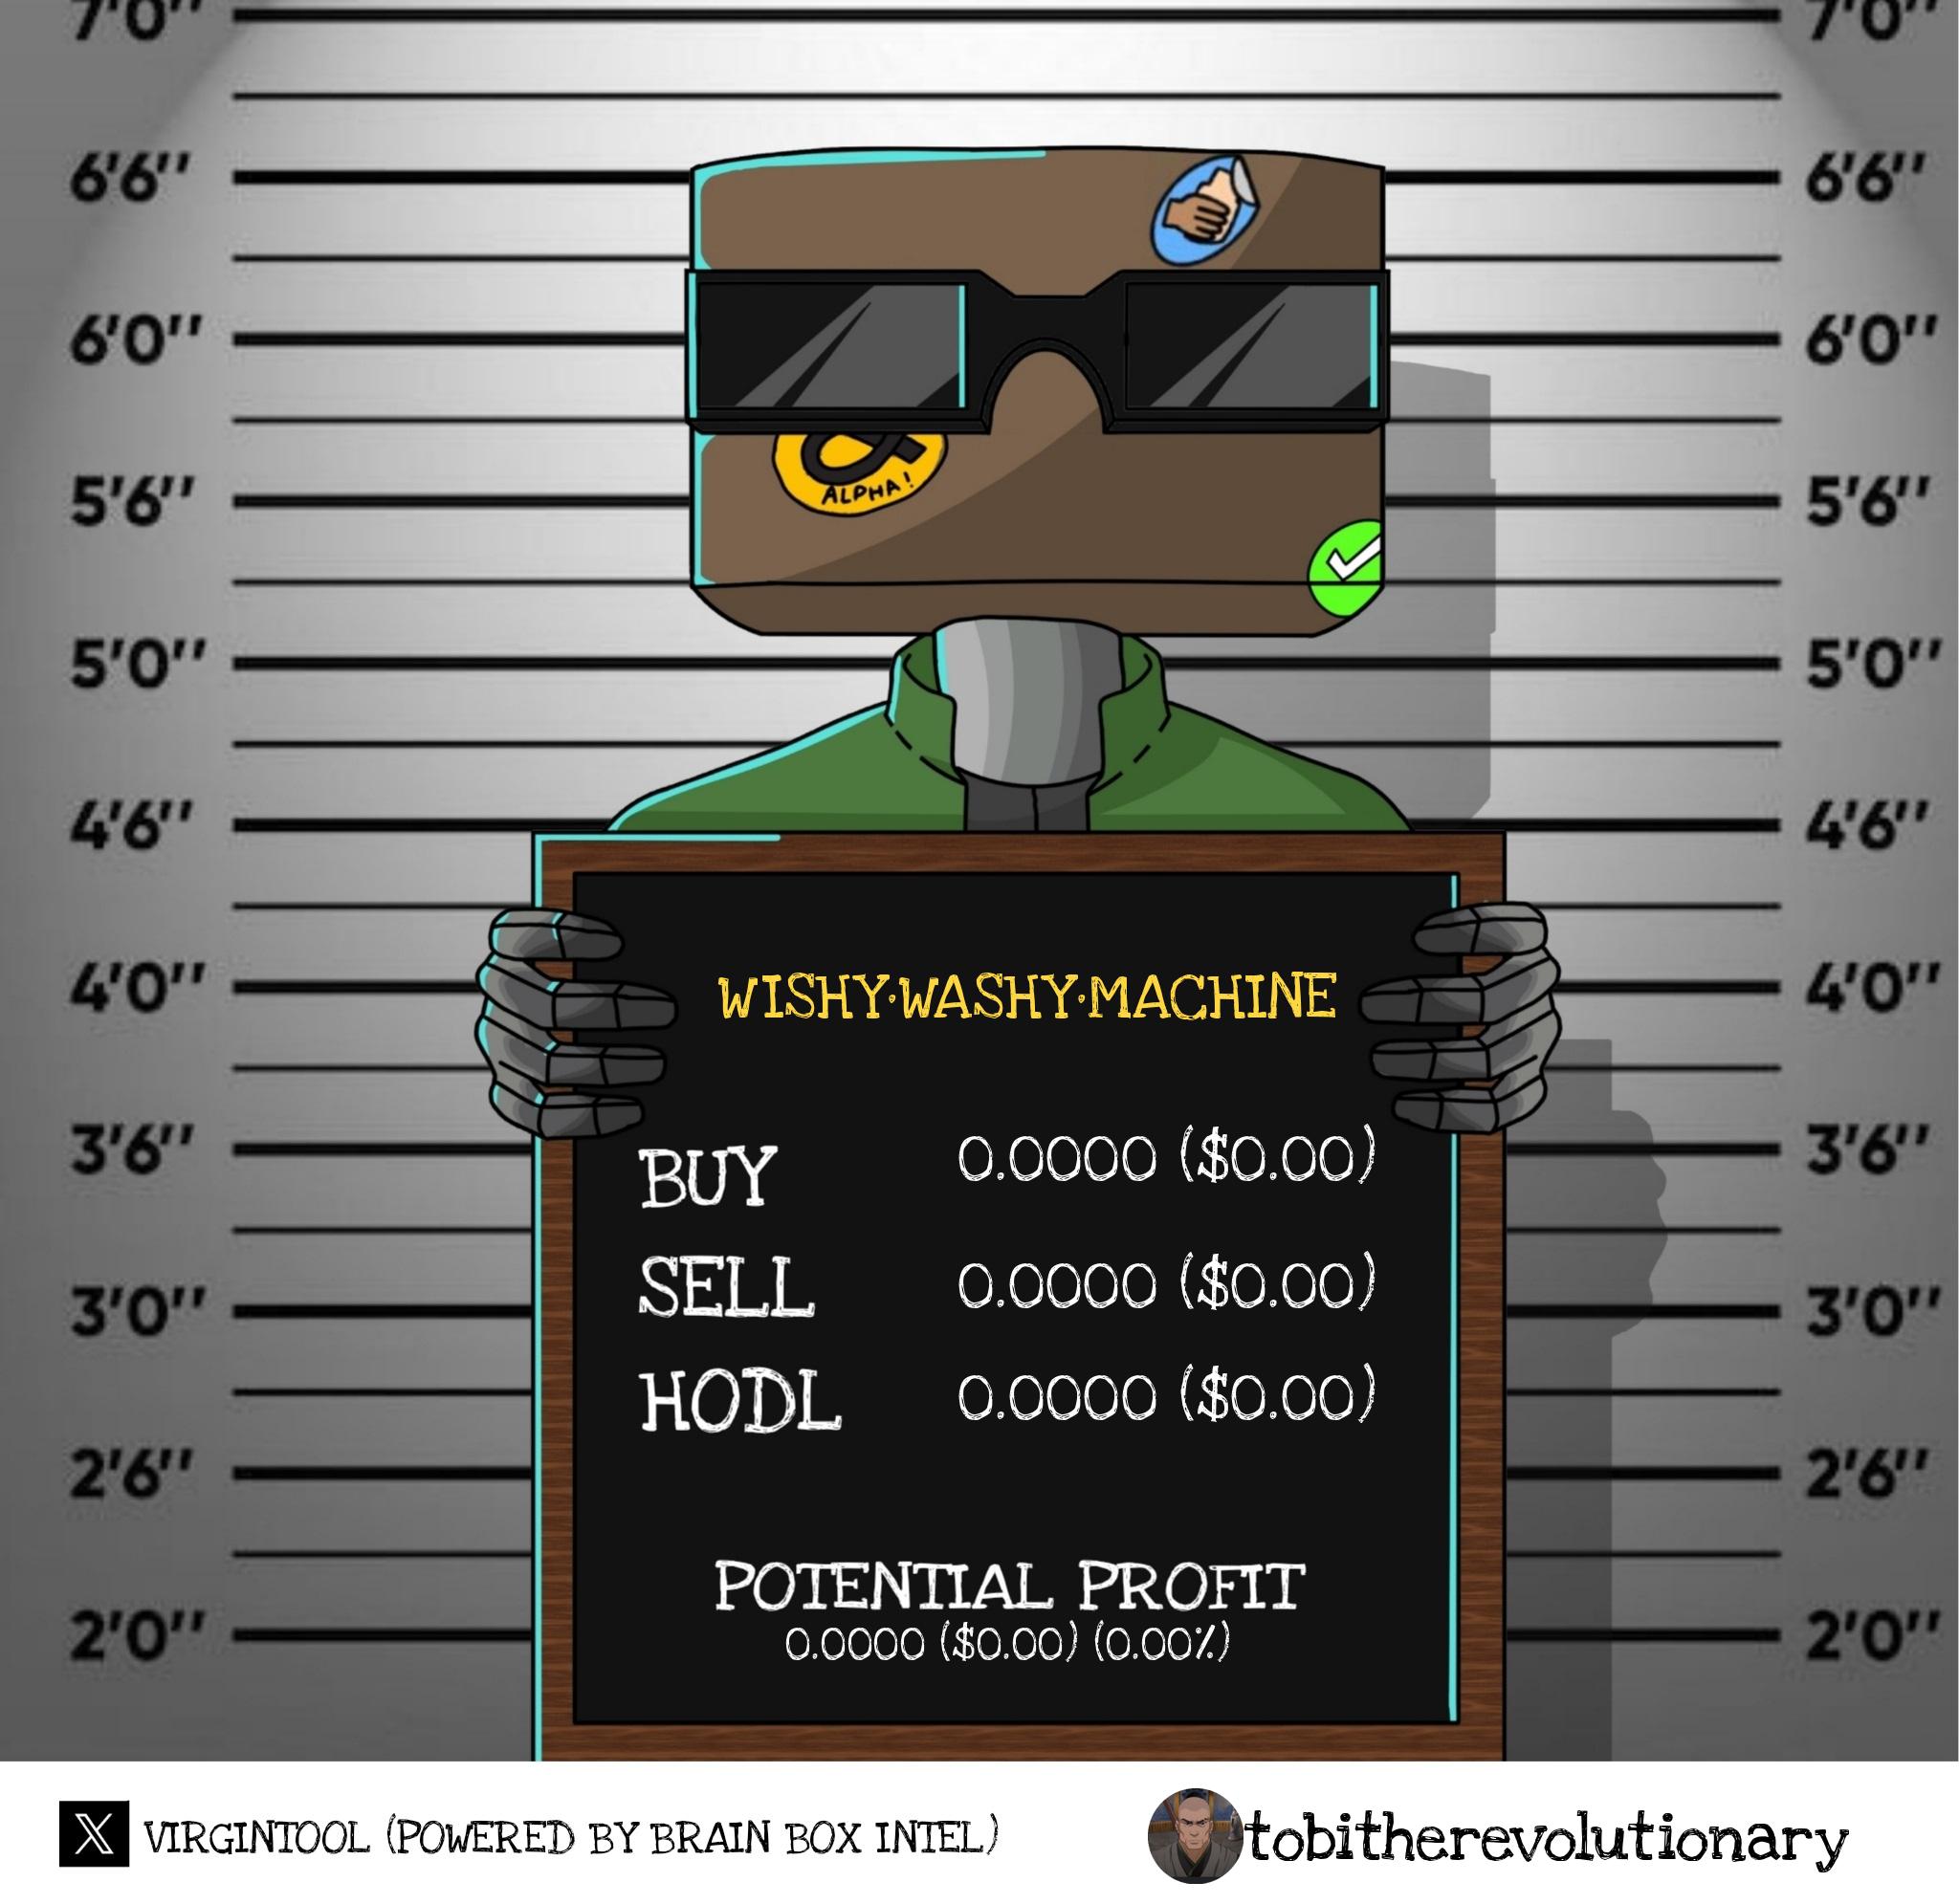 7'0'' 7'0''
6'6'' 6'6''
6'0'' 6'0''
ALPHA!
5'6'' 5'6''
5'0'' 5'0''
4'6'' 4'6''
4'0'' 4'0''
WISHY•WASHY•MACHINE
3'6'' 3'6''
BUY 0.0000 ($0.00)
SELL 0.0000 ($0.00)
3'0'' 3'0''
HODL 0.0000 ($0.00)
2'6'' 2'6''
POTENTIAL PROFIT
0.0000 ($0.00) (0.00%)
2'0'' 2'0''
X VIRGINTOOL (POWERED BY BRAIN BOX INTEL)
tobitherevolutionary